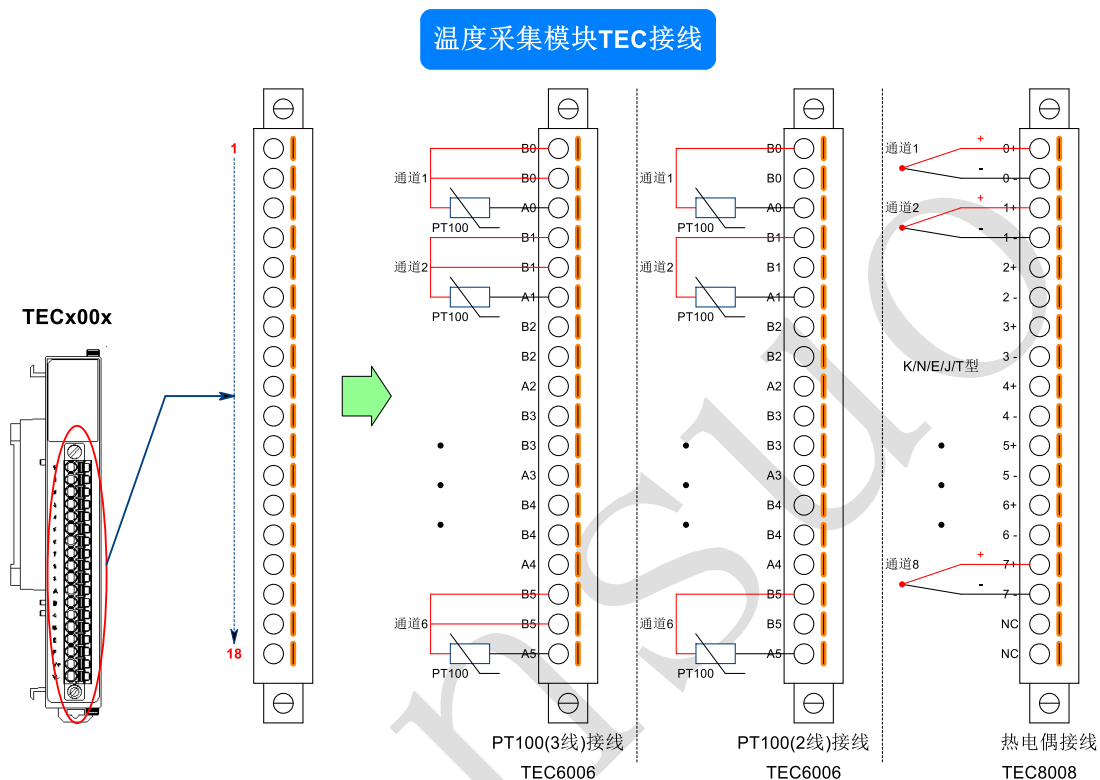 温度采集模块TEC接线
TECx00x
1
18
通道1
B0
B0
A0
PT100
通道2
B1
B1
A1
PT100
B2
B2
A2
B3
B3
A3
B4
B4
A4
通道6
B5
B5
A5
PT100
PT100(3线)接线
TEC6006
通道1
B0
B0
A0
PT100
通道2
B1
B1
A1
PT100
B2
B2
A2
B3
B3
A3
B4
B4
A4
通道6
B5
B5
A5
PT100
PT100(2线)接线
TEC6006
通道1
+
-
0+
0 -
通道2
+
-
1+
1 -
2+
2 -
3+
3 -
K/N/E/J/T型
4+
4 -
5+
5 -
6+
6 -
通道8
+
-
7+
7 -
NC
NC
热电偶接线
TEC8008
nsuo